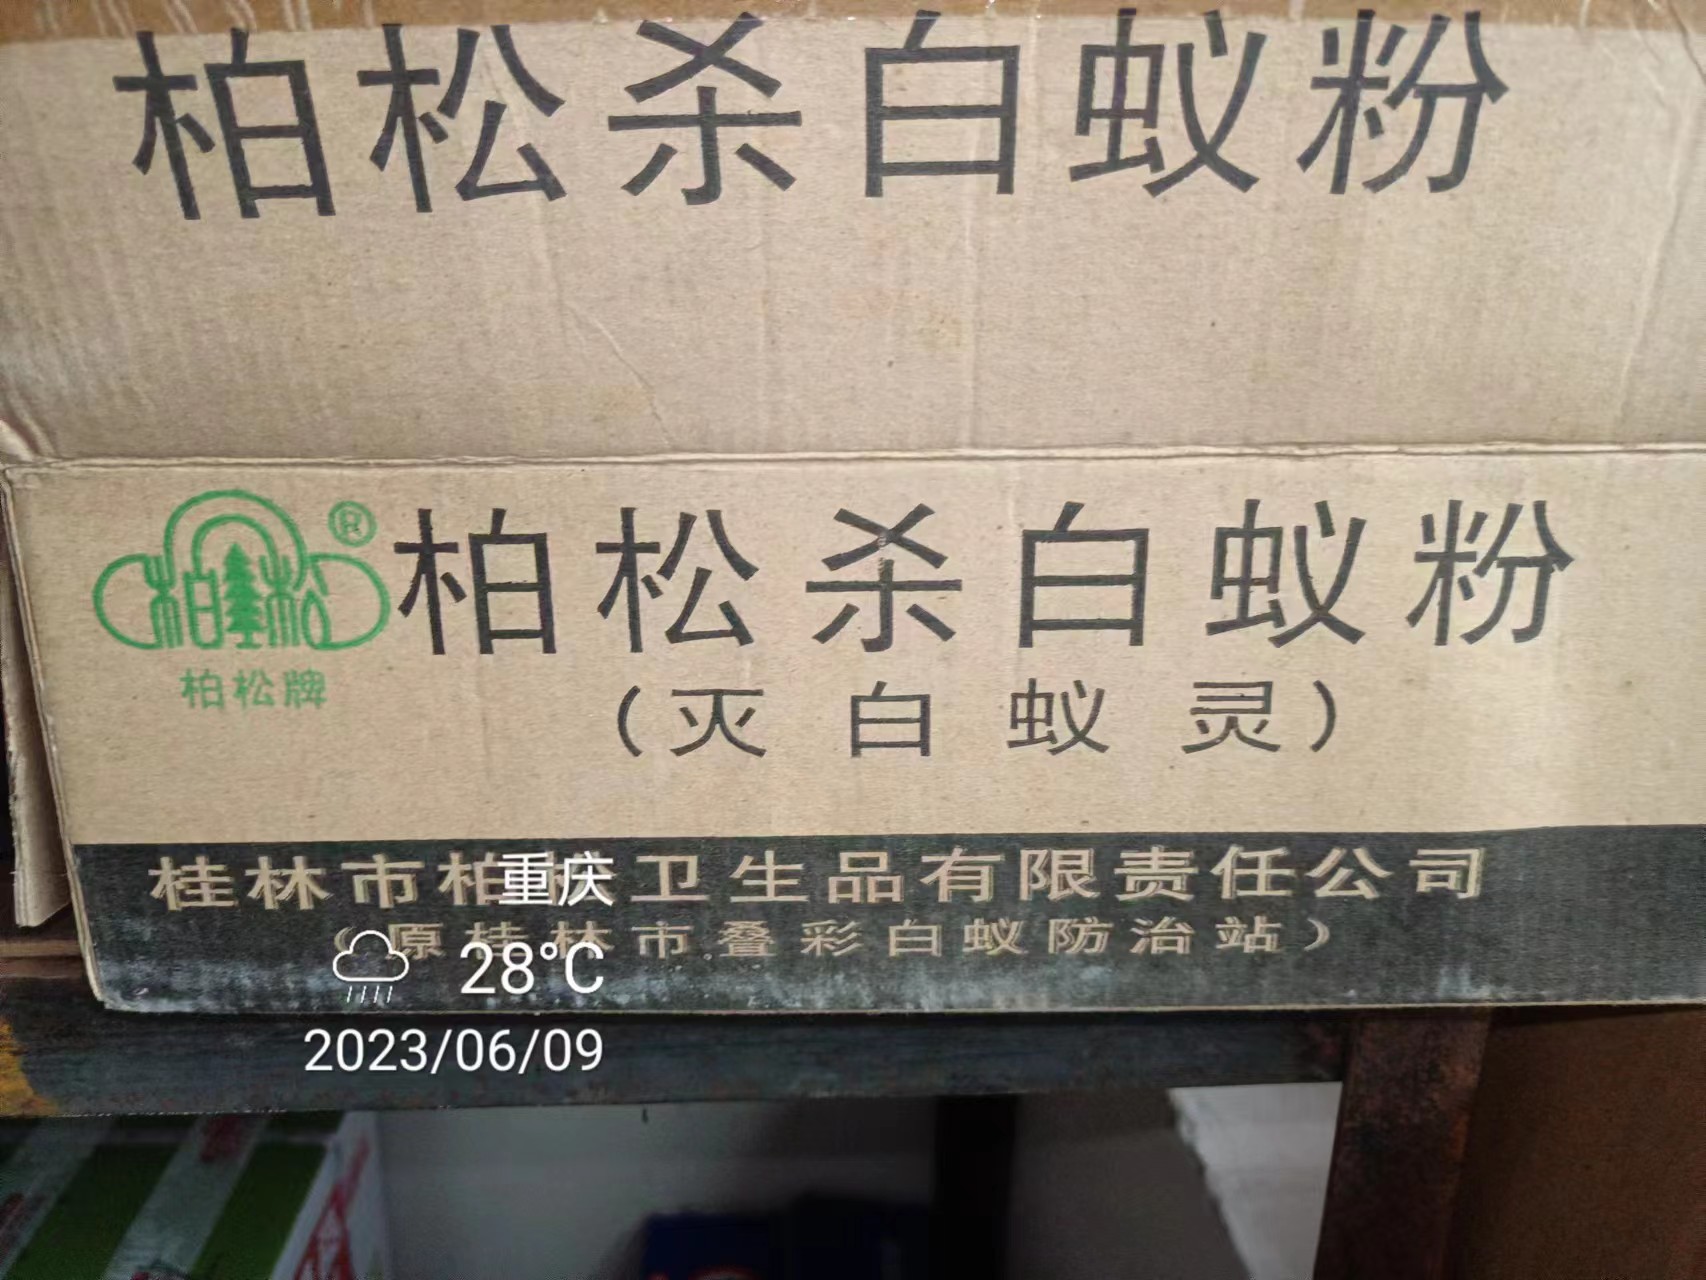 柏松杀白蚁粉
®
柏松
柏松牌
柏松杀白蚁粉
(灭白蚁灵)
桂林市柏 卫生品有限责任公司
(原桂林市叠彩白蚁防治站)
重庆
28°C
2023/06/09